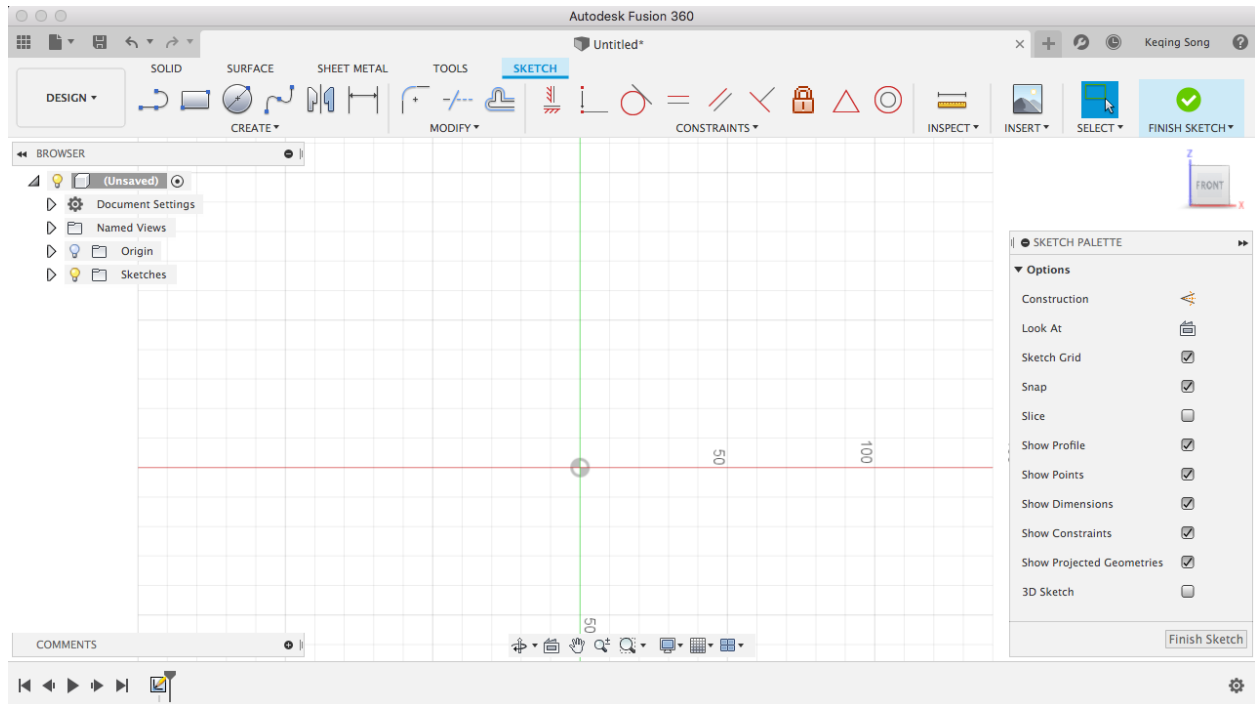 Autodesk Fusion 360
Untitled*
Keqing Song
SOLID SURFACE SHEET METAL TOOLS SKETCH
DESIGN
CREATE MODIFY CONSTRAINTS INSPECT INSERT SELECT FINISH SKETCH
BROWSER
(Unsaved)
Document Settings
Named Views
Origin
Sketches
Z
FRONT
X
SKETCH PALETTE
Options
Construction
Look At
Sketch Grid
Snap
Slice
Show Profile
Show Points
Show Dimensions
Show Constraints
Show Projected Geometries
3D Sketch
Finish Sketch
50
100
50
COMMENTS